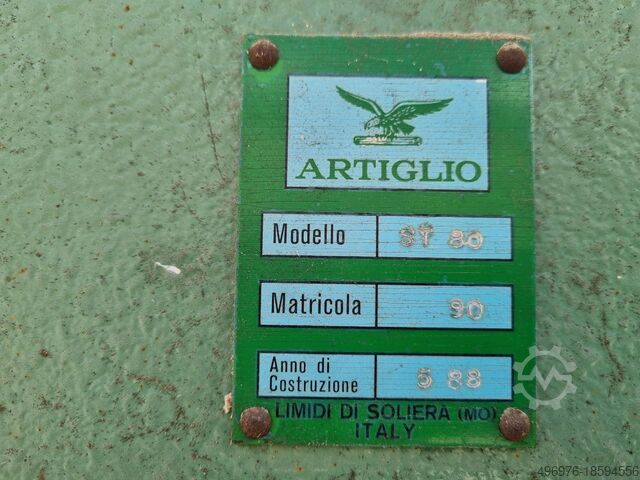 ARTIGLIO
Modello ST 80
Matricola 90
Anno di
Costruzione 5 88
LIMIDI DI SOLIERA (MO)
ITALY
496976-18594556